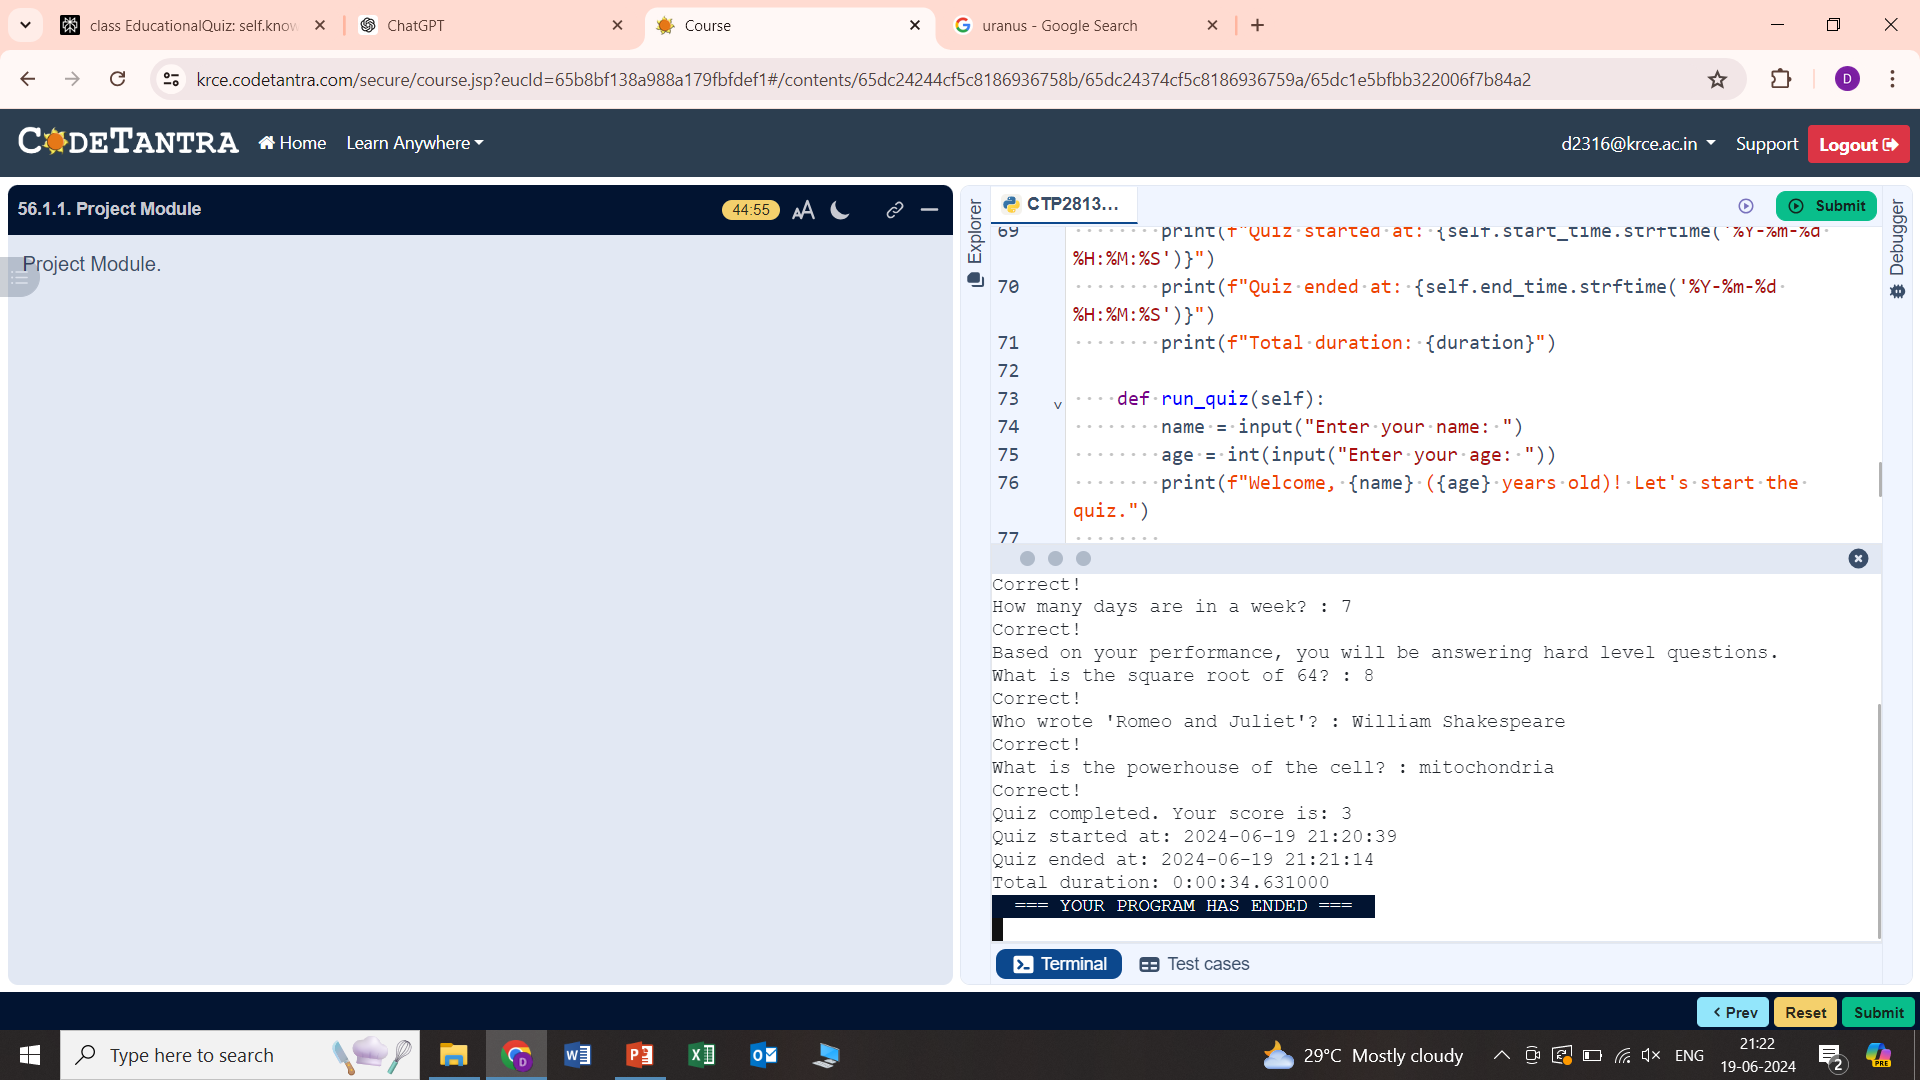 class EducationalQuiz: self.know
ChatGPT
Course
uranus - Google Search
krce.codetantra.com/secure/course.jsp?eucId=65b8bf138a988a179fbfdef1#/contents/65dc24244cf5c8186936758b/65dc24374cf5c8186936759a/65dc1e5bfbb322006f7b84a2
D
CODETANTRA
Home
Learn Anywhere
d2316@krce.ac.in
Support
Logout
56.1.1. Project Module
44:55
AA
Project Module.
Explorer
CTP2813...
Submit
Debugger
69 print(f"Quiz started at: {self.start_time.strftime('%Y-%m-%d
%H:%M:%S')}")
70 print(f"Quiz ended at: {self.end_time.strftime('%Y-%m-%d
%H:%M:%S')}")
71 print(f"Total duration: {duration}")
72
73 def run_quiz(self):
74 name = input("Enter your name: ")
75 age = int(input("Enter your age: "))
76 print(f"Welcome, {name} ({age} years old)! Let's start the
quiz.")
77
Correct!
How many days are in a week? : 7
Correct!
Based on your performance, you will be answering hard level questions.
What is the square root of 64? : 8
Correct!
Who wrote 'Romeo and Juliet'? : William Shakespeare
Correct!
What is the powerhouse of the cell? : mitochondria
Correct!
Quiz completed. Your score is: 3
Quiz started at: 2024-06-19 21:20:39
Quiz ended at: 2024-06-19 21:21:14
Total duration: 0:00:34.631000
=== YOUR PROGRAM HAS ENDED ===
Terminal
Test cases
< Prev
Reset
Submit
Type here to search
29°C Mostly cloudy
ENG
21:22
19-06-2024
2